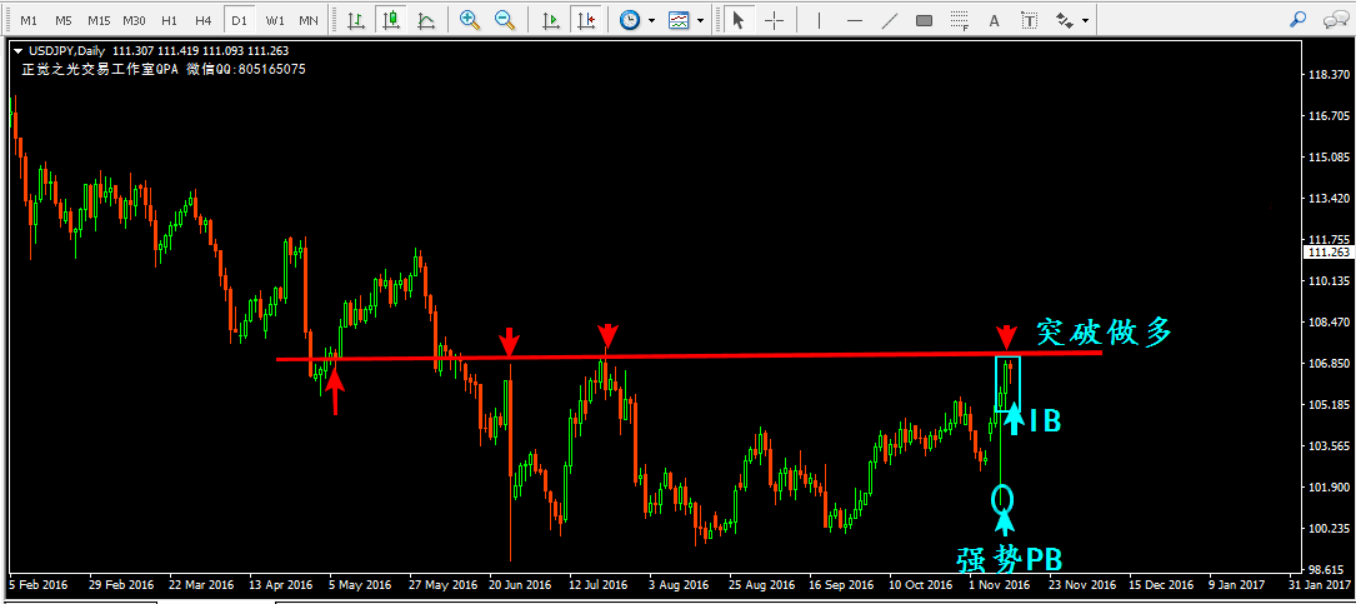 M1 M5 M15 M30 H1 H4 D1 W1 MN A T F
USDJPY,Daily 111.307 111.419 111.093 111.263
正觉之光交易工作室QPA 微信QQ:805165075
118.370
116.705
115.085
113.420
111.755
111.263
110.135
108.470
突破做多
106.850
105.185
IB
103.565
101.900
100.235
强势PB
98.615
5 Feb 2016 29 Feb 2016 22 Mar 2016 13 Apr 2016 5 May 2016 27 May 2016 20 Jun 2016 12 Jul 2016 3 Aug 2016 25 Aug 2016 16 Sep 2016 10 Oct 2016 1 Nov 2016 23 Nov 2016 15 Dec 2016 9 Jan 2017 31 Jan 2017